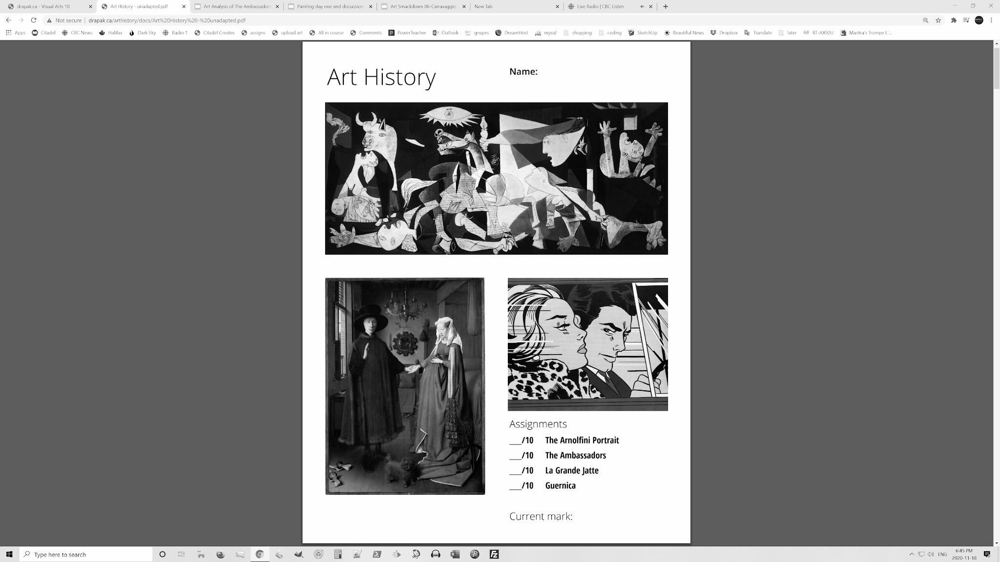 drapak.ca - Visual Arts 10
Art History - unadapted.pdf
Art Analysis of The Ambassadors
Painting day one and discussion
Art Smackdown 06-Carravaggio
New Tab
Live Radio | CBC Listen
Not secure | drapak.ca/arthistory/docs/Art%20History%20-%20unadapted.pdf
Apps Citadel CBC News Halifax Dark Sky Radio 1 Citadel Creates assigns upload art All in course Comments PowerTeacher Outlook gnspes DreamHost mysql shopping coding SketchUp Beautiful News Dropbox Translate later RT-AX92U Mantra's Trompe L'...
Art History
Name:
Assignments
___/10 The Arnolfini Portrait
___/10 The Ambassadors
___/10 La Grande Jatte
___/10 Guernica
Current mark:
Type here to search
ENG
6:45 PM
2020-11-18